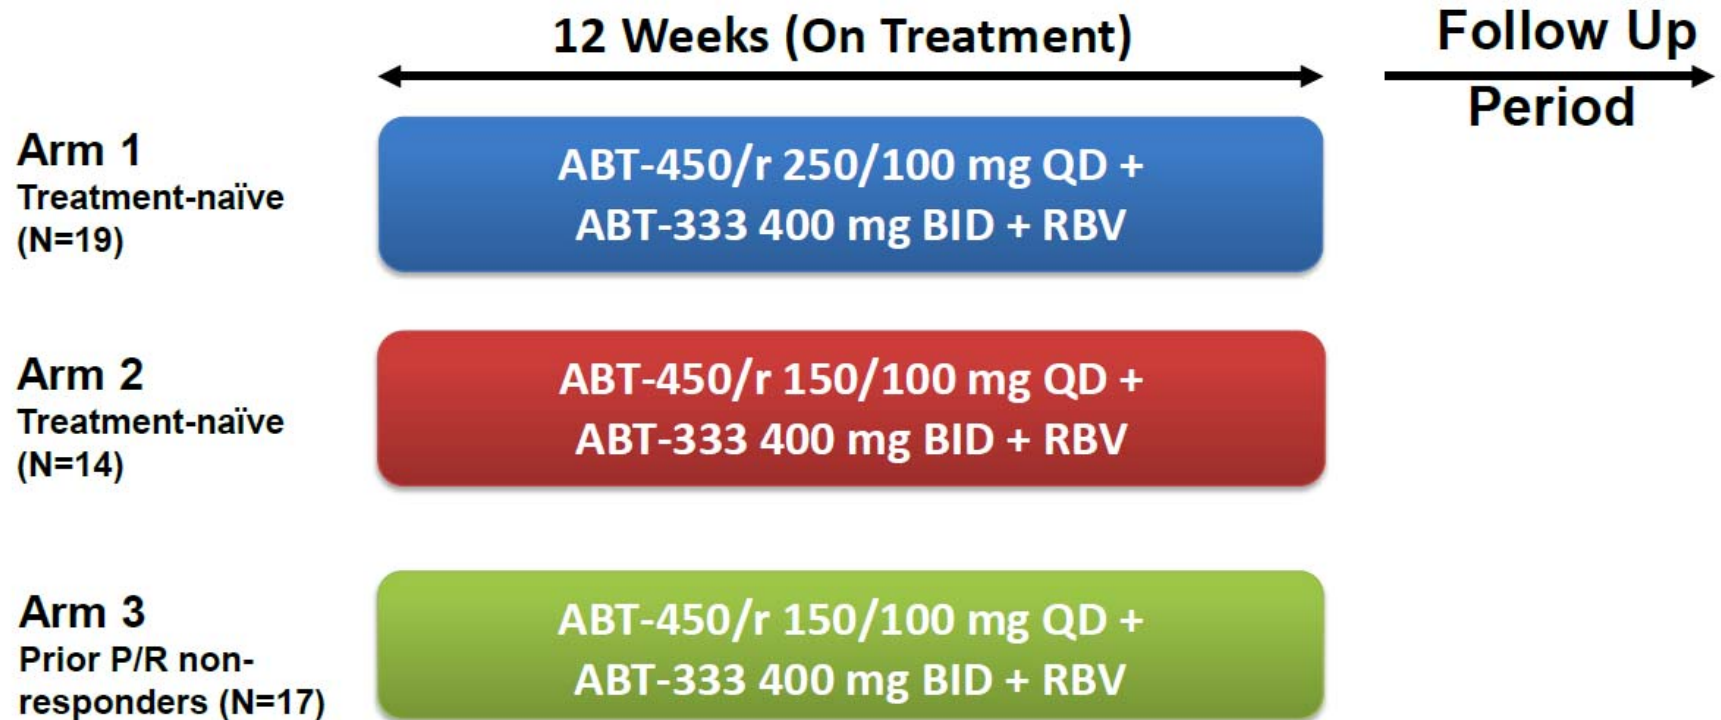 12 Weeks (On Treatment)
Follow Up
Period
Arm 1
Treatment-naïve
(N=19)
ABT-450/r 250/100 mg QD +
ABT-333 400 mg BID + RBV
Arm 2
Treatment-naïve
(N=14)
ABT-450/r 150/100 mg QD +
ABT-333 400 mg BID + RBV
Arm 3
Prior P/R non-
responders (N=17)
ABT-450/r 150/100 mg QD +
ABT-333 400 mg BID + RBV